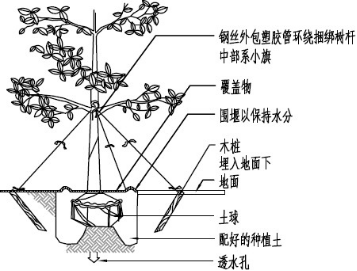 钢丝外包塑胶管环绕捆绑树杆
中部系小旗
覆盖物
围堰以保持水分
木桩
埋入地面下
地面
土球
配好的种植土
透水孔